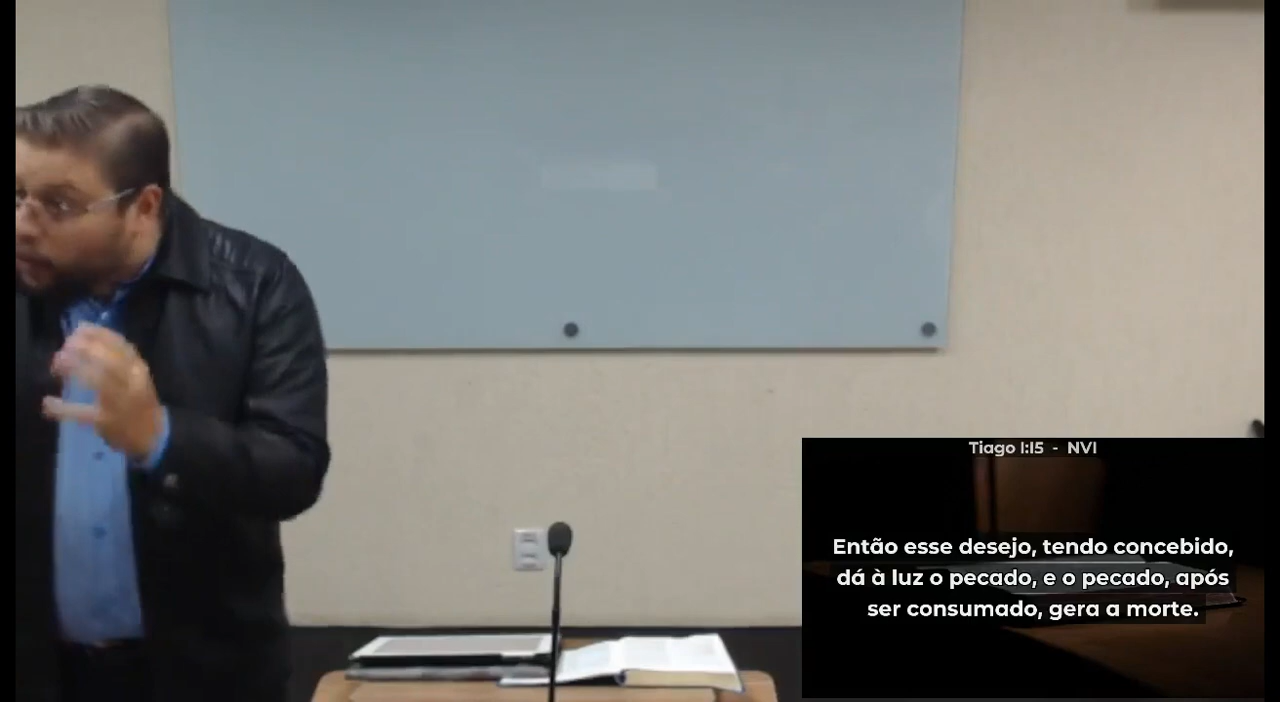 Tiago 1:15 - NVI
Então esse desejo, tendo concebido,
dá à luz o pecado, e o pecado, após
ser consumado, gera a morte.